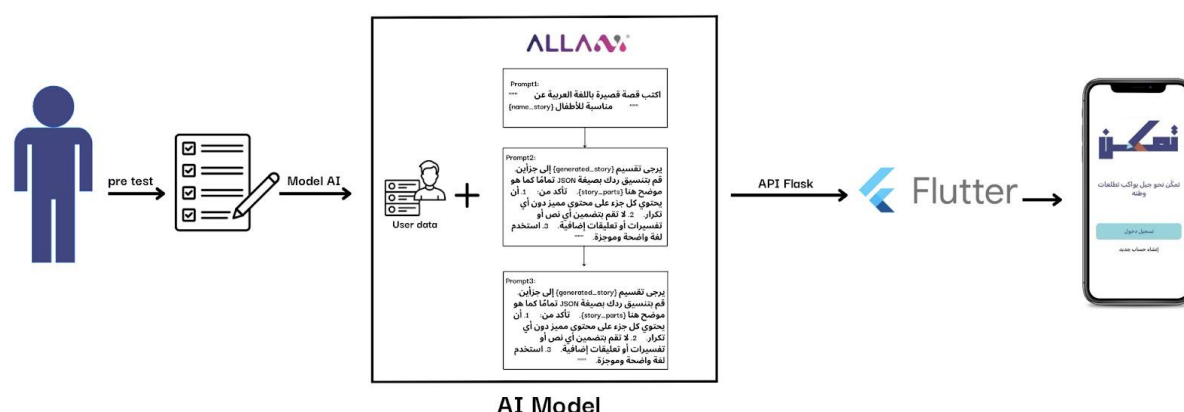 ALLAM
Prompt1:
اكتب قصة قصيرة باللغة العربية عن """
""" مناسبة للأطفال {name_story}
Prompt2:
يرجى تقسيم {generated_story} إلى جزأين.
قم بتنسيق ردك بصيغة JSON تمامًا كما هو
موضح هنا {story_parts}. تأكد من: 1. أن
يحتوي كل جزء على محتوى مميز دون أي
تكرار. 2. لا تقم بتضمين أي نص أو
تفسيرات أو تعليقات إضافية. 3. استخدم
لغة واضحة وموجزة. """
Prompt3:
يرجى تقسيم {generated_story} إلى جزأين.
قم بتنسيق ردك بصيغة JSON تمامًا كما هو
موضح هنا {story_parts}. تأكد من: 1. أن
يحتوي كل جزء على محتوى مميز دون أي
تكرار. 2. لا تقم بتضمين أي نص أو
تفسيرات أو تعليقات إضافية. 3. استخدم
لغة واضحة وموجزة. """
pre test
Model AI
User data
API Flask
Flutter
تمكن
تمكّن نحو جيل يواكب تطلعات
وطنه
تسجيل دخول
إنشاء حساب جديد
AI Model